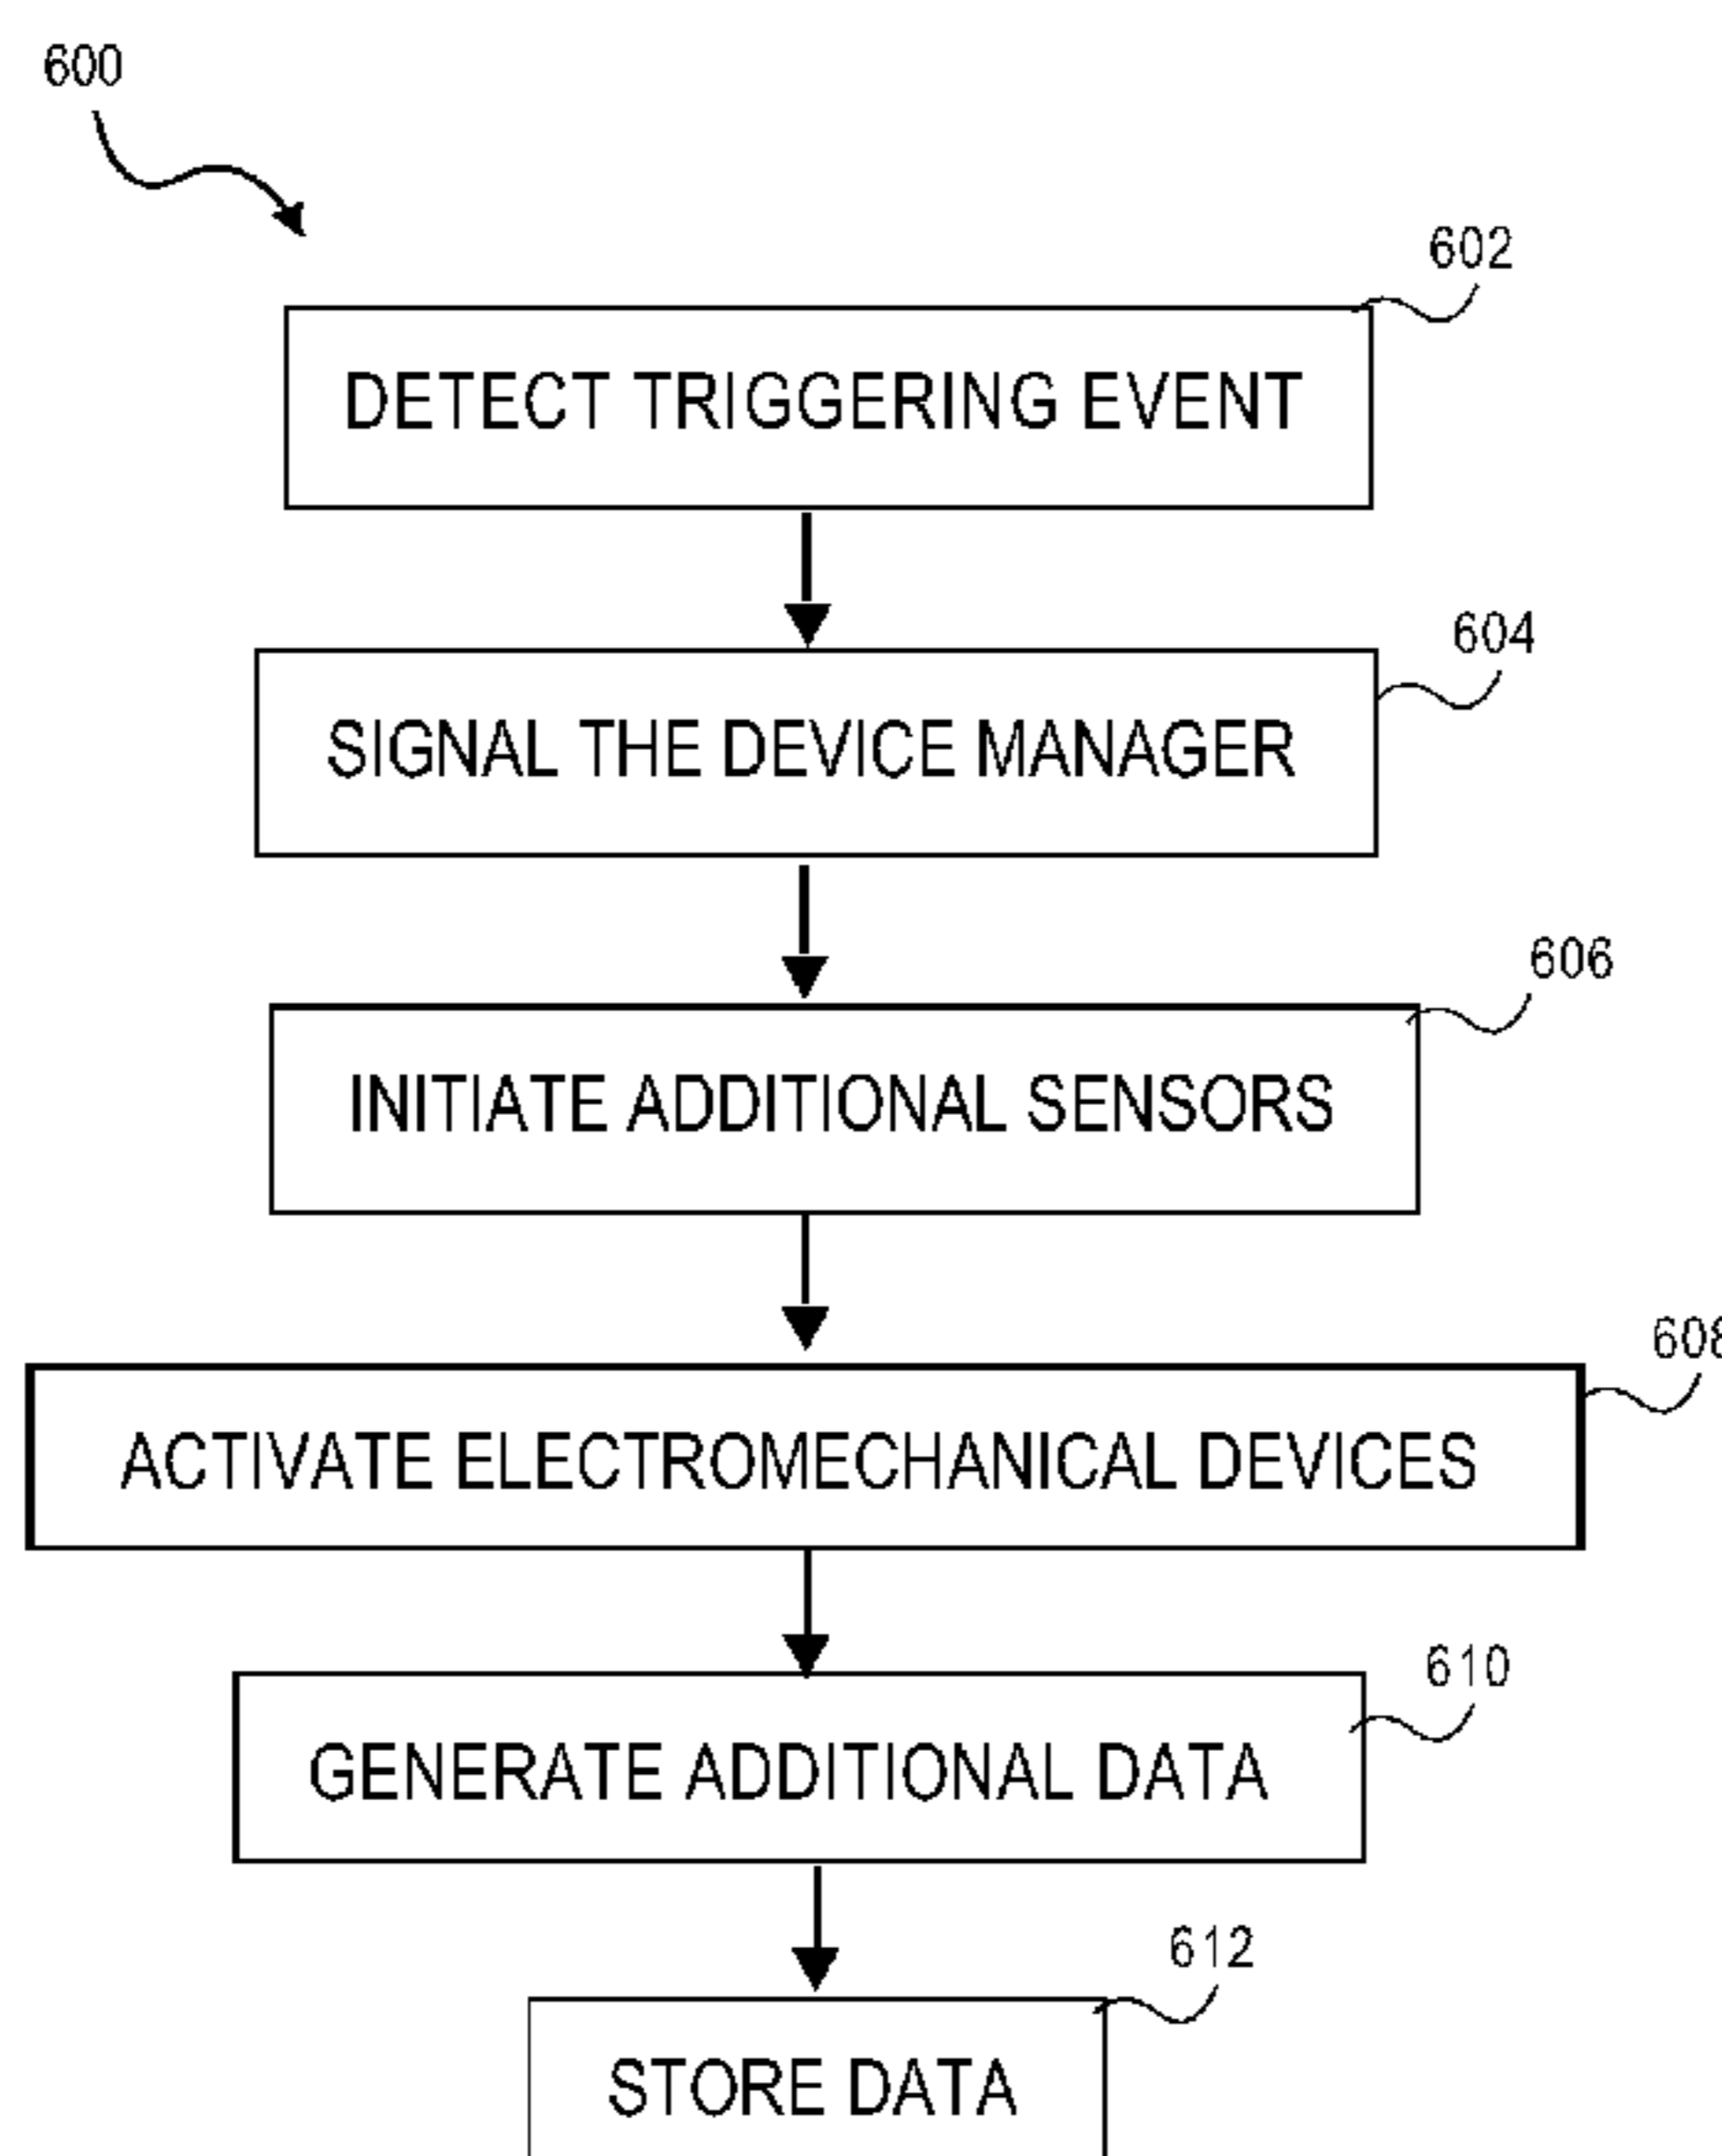 600
602
DETECT TRIGGERING EVENT
604
SIGNAL THE DEVICE MANAGER
606
INITIATE ADDITIONAL SENSORS
608
ACTIVATE ELECTROMECHANICAL DEVICES
610
GENERATE ADDITIONAL DATA
612
STORE DATA